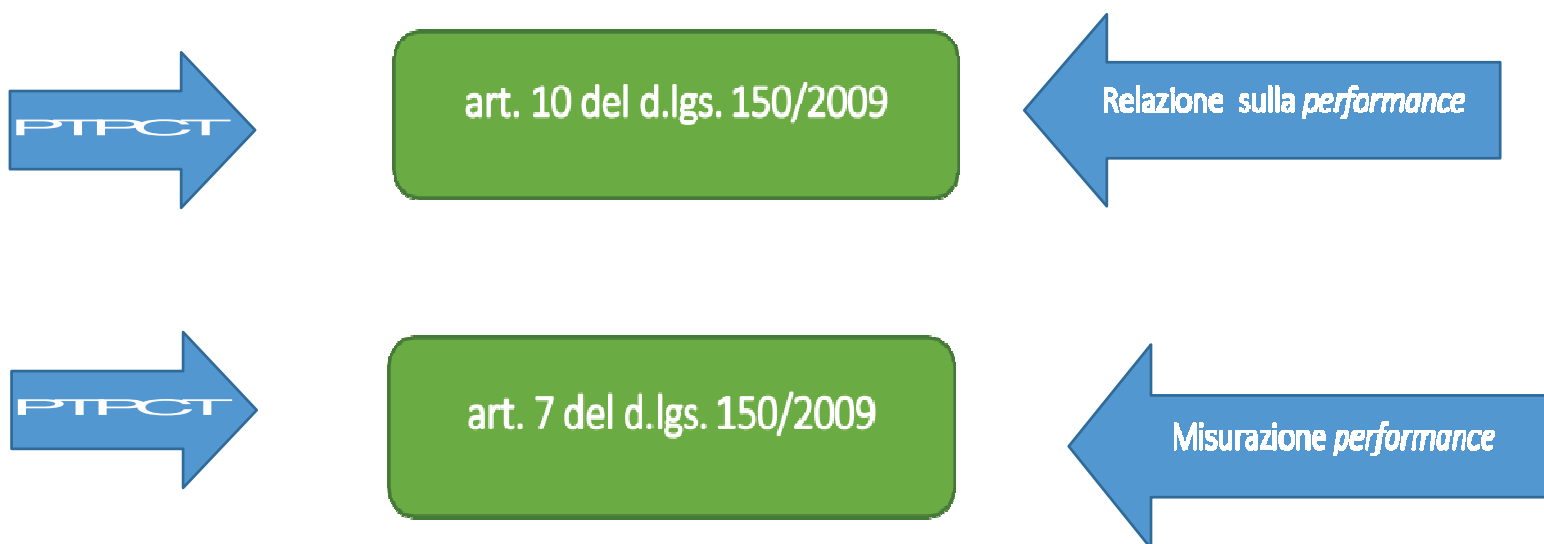 PTPCT
art. 10 del d.lgs. 150/2009
Relazione sulla performance
PTPCT
art. 7 del d.lgs. 150/2009
Misurazione performance